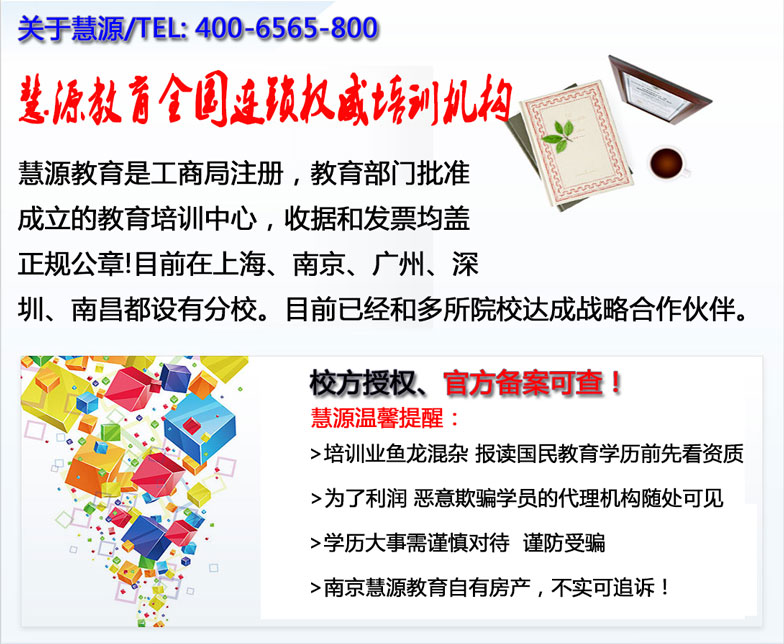 关于慧源/TEL: 400-6565-800
慧源教育全国连锁权威培训机构
慧源教育是工商局注册，教育部门批准
成立的教育培训中心，收据和发票均盖
正规公章!目前在上海、南京、广州、深
圳、南昌都设有分校。目前已经和多所院校达成战略合作伙伴。
校方授权、官方备案可查！
慧源温馨提醒：
>培训业鱼龙混杂 报读国民教育学历前先看资质
>为了利润 恶意欺骗学员的代理机构随处可见
>学历大事需谨慎对待  谨防受骗
>南京慧源教育自有房产，不实可追诉！